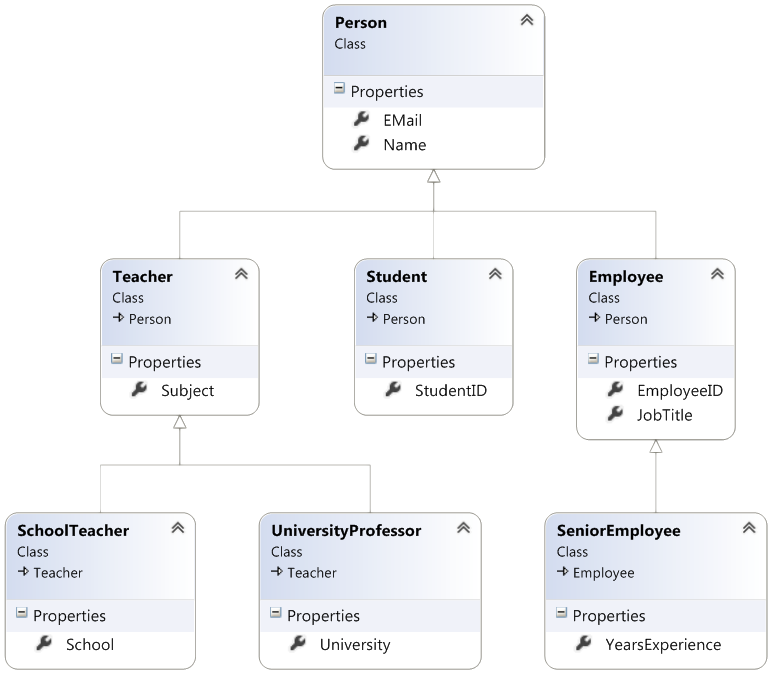 Person
Class
Properties
EMail
Name
Teacher
Class
Person
Properties
Subject
Student
Class
Person
Properties
StudentID
Employee
Class
Person
Properties
EmployeeID
JobTitle
SchoolTeacher
Class
Teacher
Properties
School
UniversityProfessor
Class
Teacher
Properties
University
SeniorEmployee
Class
Employee
Properties
YearsExperience